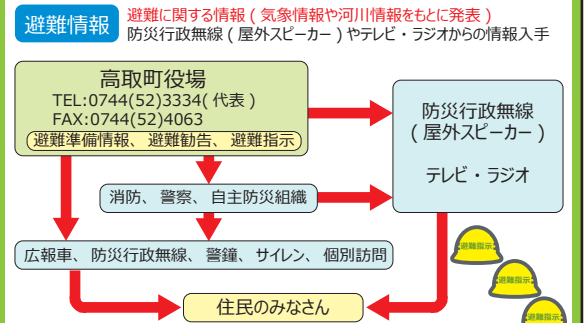 避難情報
避難に関する情報 ( 気象情報や河川情報をもとに発表 )
防災行政無線 ( 屋外スピーカー ) やテレビ・ラジオからの情報入手
高取町役場
TEL:0744(52)3334( 代表 )
FAX:0744(52)4063
避難準備情報、避難勧告、避難指示
防災行政無線
( 屋外スピーカー )
テレビ・ラジオ
消防、警察、自主防災組織
広報車、防災行政無線、警鐘、サイレン、個別訪問
住民のみなさん
避難指示
避難指示
避難指示